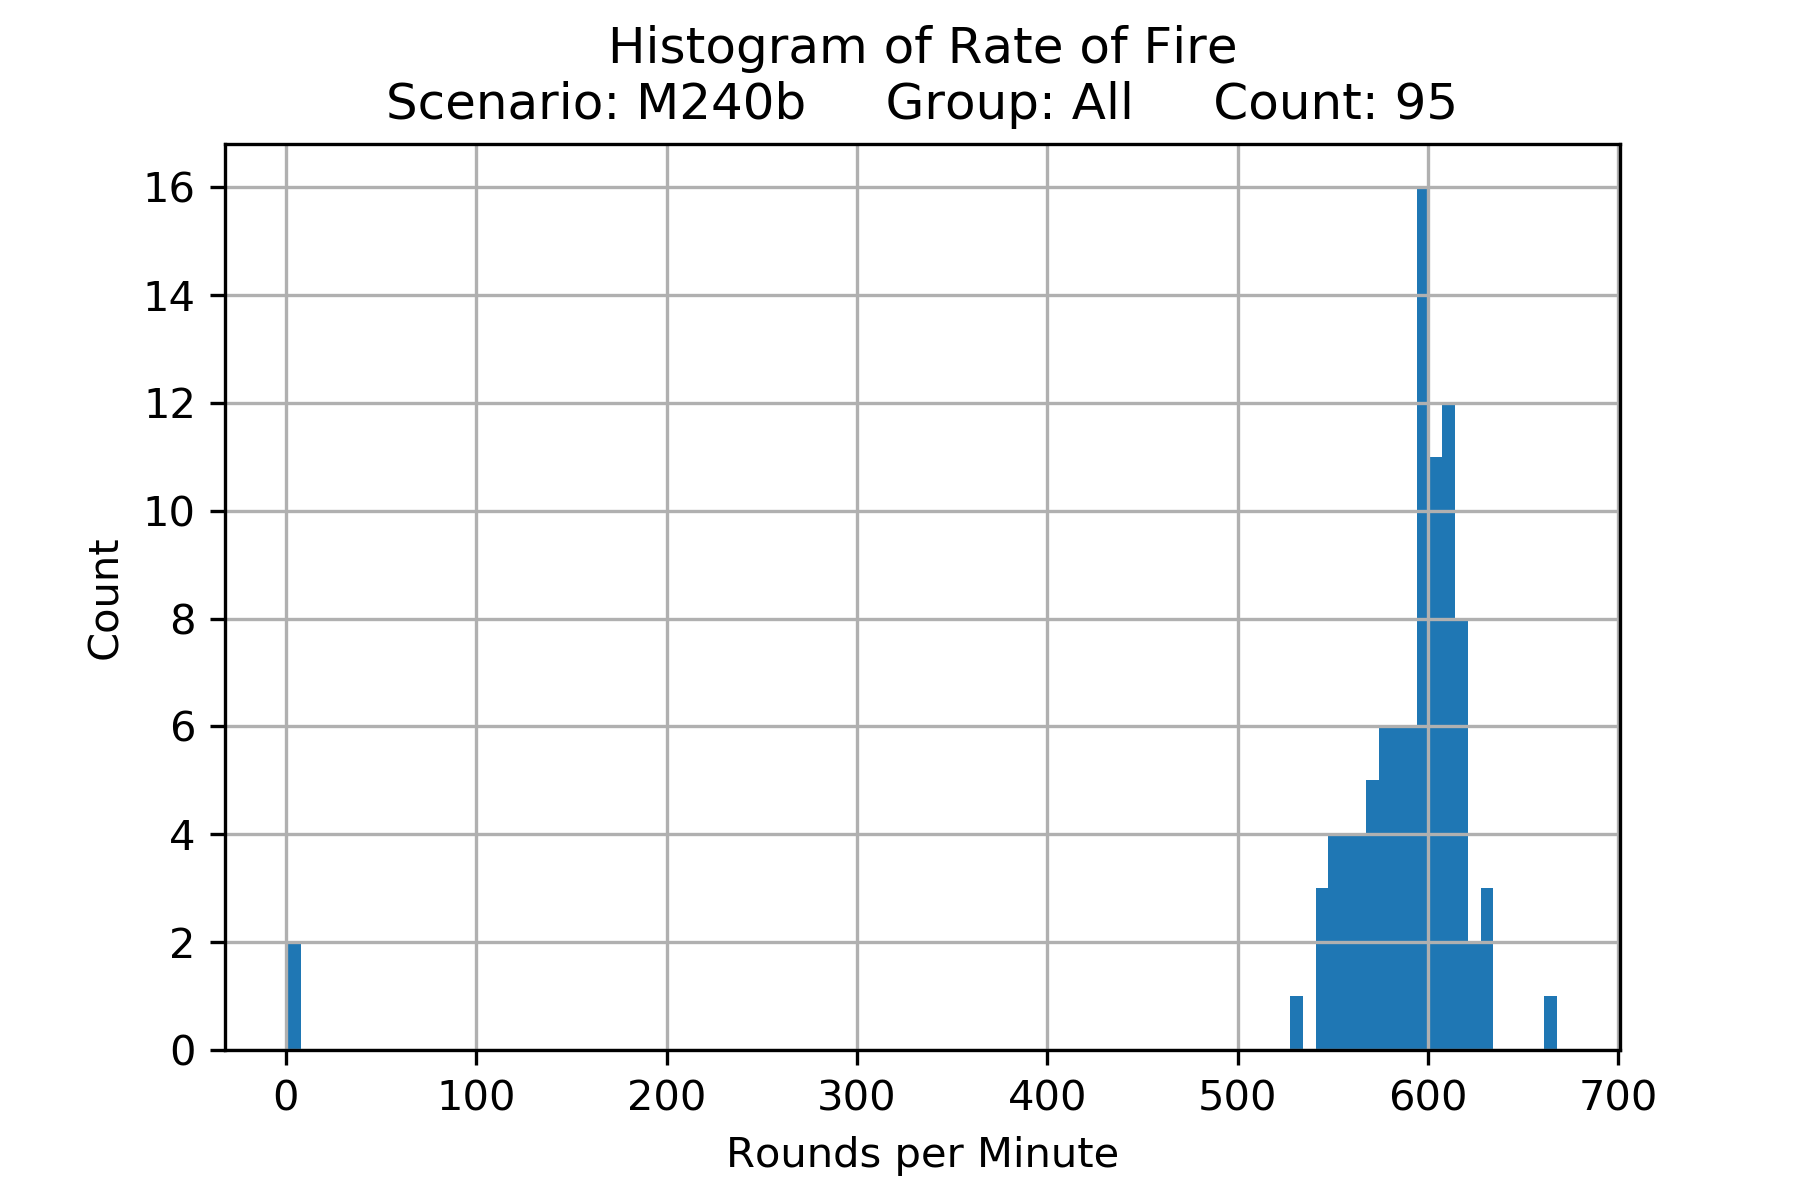 Histogram of Rate of Fire
Scenario: M240b Group: All Count: 95
16
14
12
10
8
6
4
2
0
Count
0 100 200 300 400 500 600 700
Rounds per Minute